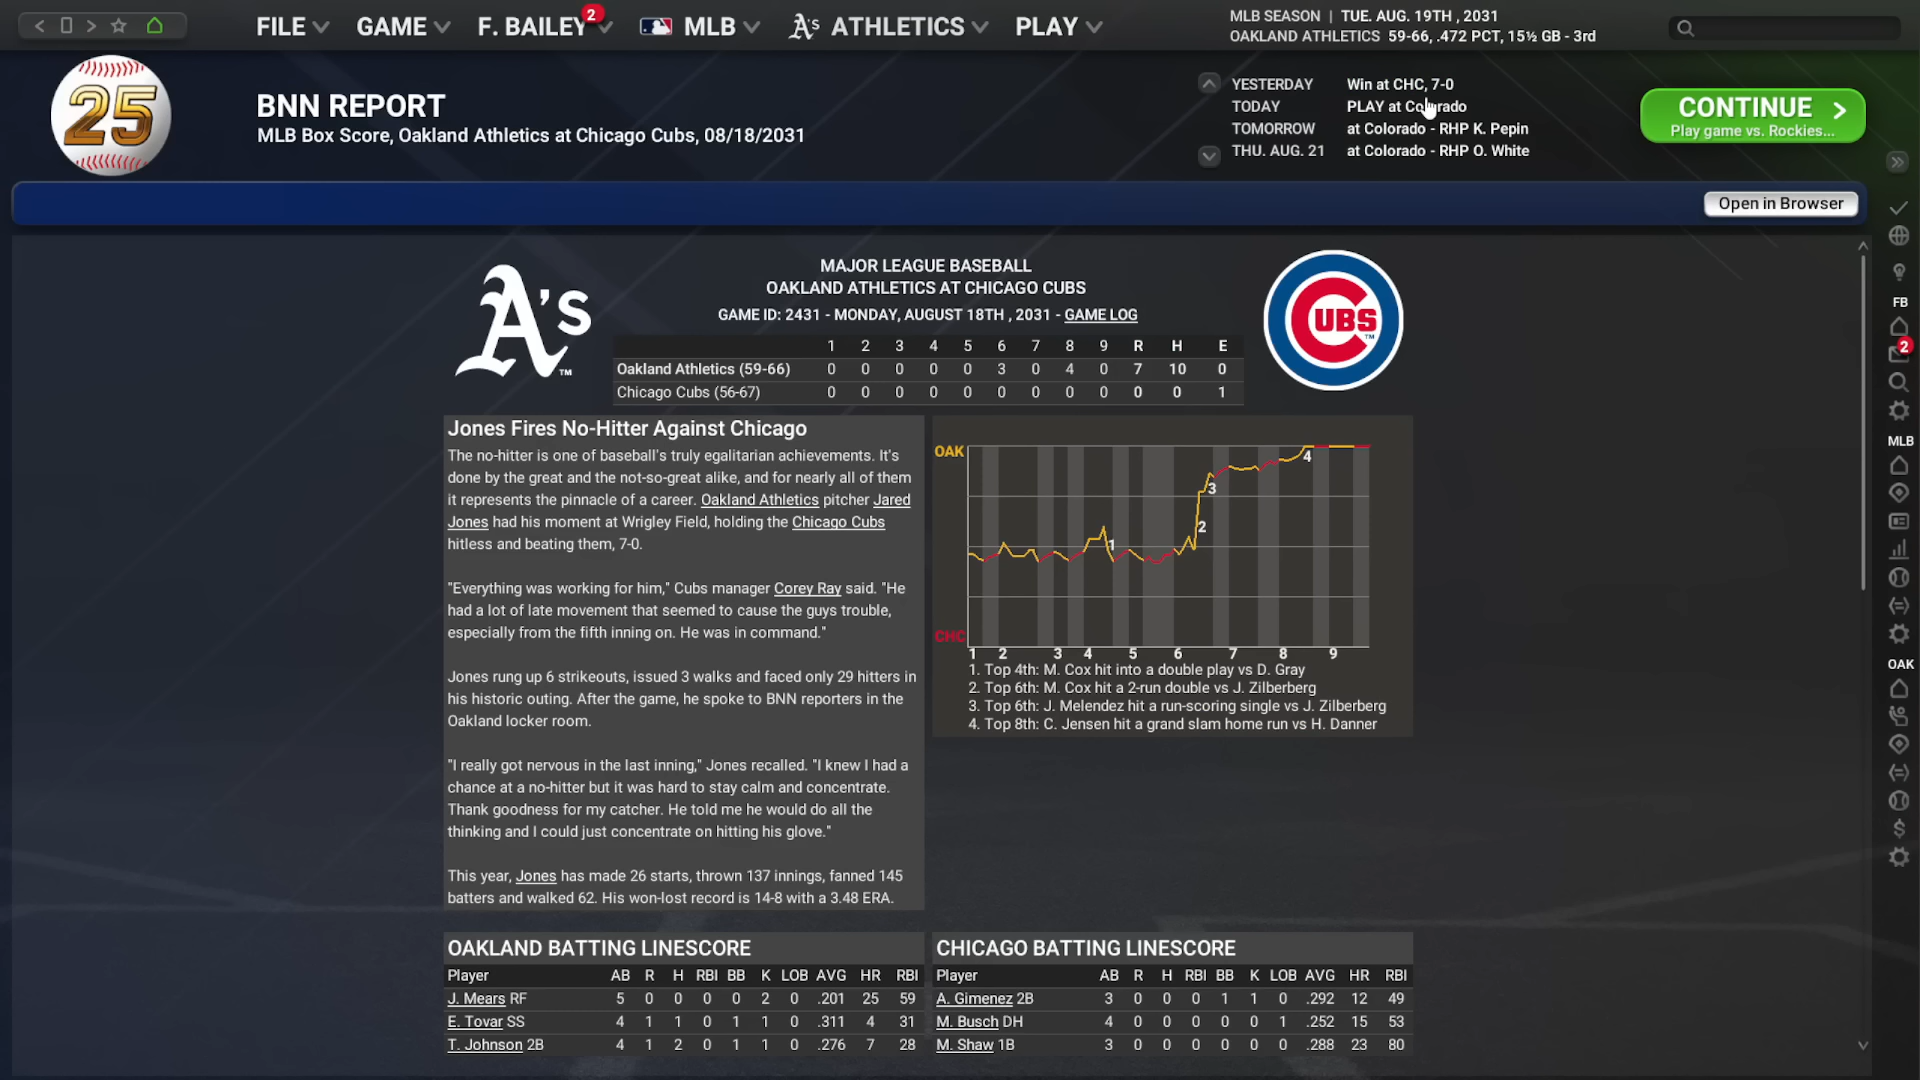 FILE GAME F. BAILEY 2 MLB A's ATHLETICS PLAY
MLB SEASON | TUE. AUG. 19TH , 2031
OAKLAND ATHLETICS 59-66, .472 PCT, 15½ GB - 3rd
25
BNN REPORT
MLB Box Score, Oakland Athletics at Chicago Cubs, 08/18/2031
YESTERDAY Win at CHC, 7-0
TODAY PLAY at Colorado
TOMORROW at Colorado - RHP K. Pepin
THU. AUG. 21 at Colorado - RHP O. White
CONTINUE
Play game vs. Rockies...
Open in Browser
A's TM
MAJOR LEAGUE BASEBALL
OAKLAND ATHLETICS AT CHICAGO CUBS
GAME ID: 2431 - MONDAY, AUGUST 18TH , 2031 - GAME LOG
1 2 3 4 5 6 7 8 9 R H E
Oakland Athletics (59-66) 0 0 0 0 0 3 0 4 0 7 10 0
Chicago Cubs (56-67) 0 0 0 0 0 0 0 0 0 0 0 1
CUBS TM
Jones Fires No-Hitter Against Chicago
The no-hitter is one of baseball's truly egalitarian achievements. It's
done by the great and the not-so-great alike, and for nearly all of them
it represents the pinnacle of a career. Oakland Athletics pitcher Jared
Jones had his moment at Wrigley Field, holding the Chicago Cubs
hitless and beating them, 7-0.
"Everything was working for him," Cubs manager Corey Ray said. "He
had a lot of late movement that seemed to cause the guys trouble,
especially from the fifth inning on. He was in command."
Jones rung up 6 strikeouts, issued 3 walks and faced only 29 hitters in
his historic outing. After the game, he spoke to BNN reporters in the
Oakland locker room.
"I really got nervous in the last inning," Jones recalled. "I knew I had a
chance at a no-hitter but it was hard to stay calm and concentrate.
Thank goodness for my catcher. He told me he would do all the
thinking and I could just concentrate on hitting his glove."
This year, Jones has made 26 starts, thrown 137 innings, fanned 145
batters and walked 62. His won-lost record is 14-8 with a 3.48 ERA.
OAK
4
3
2
1
CHC
1 2 3 4 5 6 7 8 9
1. Top 4th: M. Cox hit into a double play vs D. Gray
2. Top 6th: M. Cox hit a 2-run double vs J. Zilberberg
3. Top 6th: J. Melendez hit a run-scoring single vs J. Zilberberg
4. Top 8th: C. Jensen hit a grand slam home run vs H. Danner
OAKLAND BATTING LINESCORE
Player AB R H RBI BB K LOB AVG HR RBI
J. Mears RF 5 0 0 0 0 2 0 .201 25 59
E. Tovar SS 4 1 1 0 1 1 0 .311 4 31
T. Johnson 2B 4 1 2 0 1 1 0 .276 7 28
CHICAGO BATTING LINESCORE
Player AB R H RBI BB K LOB AVG HR RBI
A. Gimenez 2B 3 0 0 0 1 1 0 .292 12 49
M. Busch DH 4 0 0 0 0 0 1 .252 15 53
M. Shaw 1B 3 0 0 0 0 0 0 .288 23 80
FB
2
MLB
OAK
$